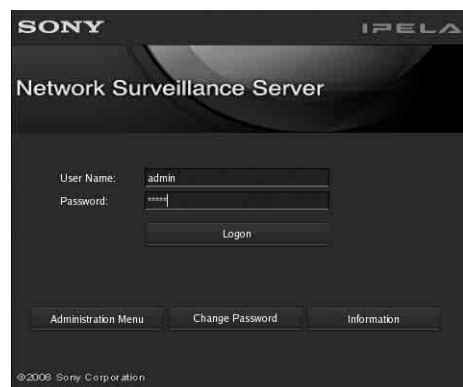 SONY
IPELA
Network Surveillance Server
User Name: admin
Password: *****
Logon
Administration Menu Change Password Information
©2008 Sony Corporation